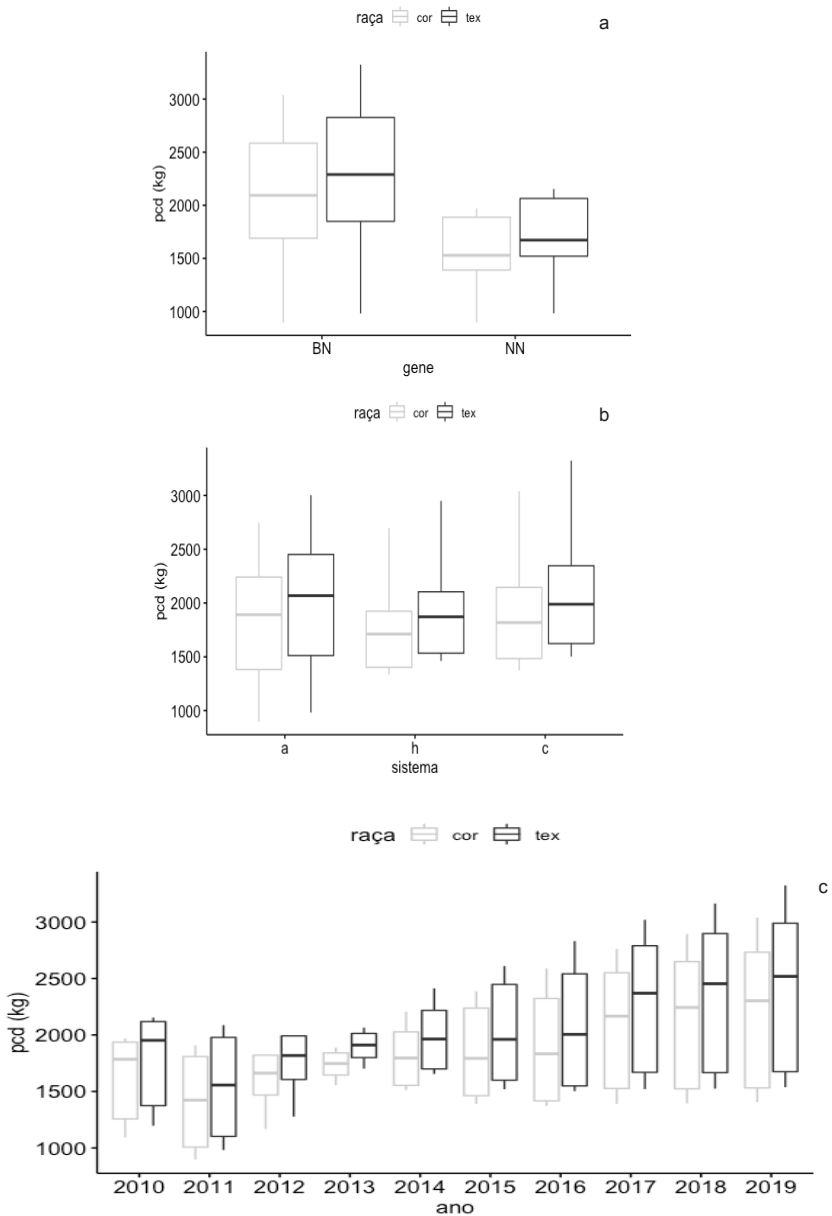 raça cor tex
a
3000
2500
2000
1500
1000
pcd (kg)
BN NN
gene
raça cor tex
b
3000
2500
2000
1500
1000
pcd (kg)
a h c
sistema
raça cor tex
c
3000
2500
2000
1500
1000
pcd (kg)
2010 2011 2012 2013 2014 2015 2016 2017 2018 2019
ano